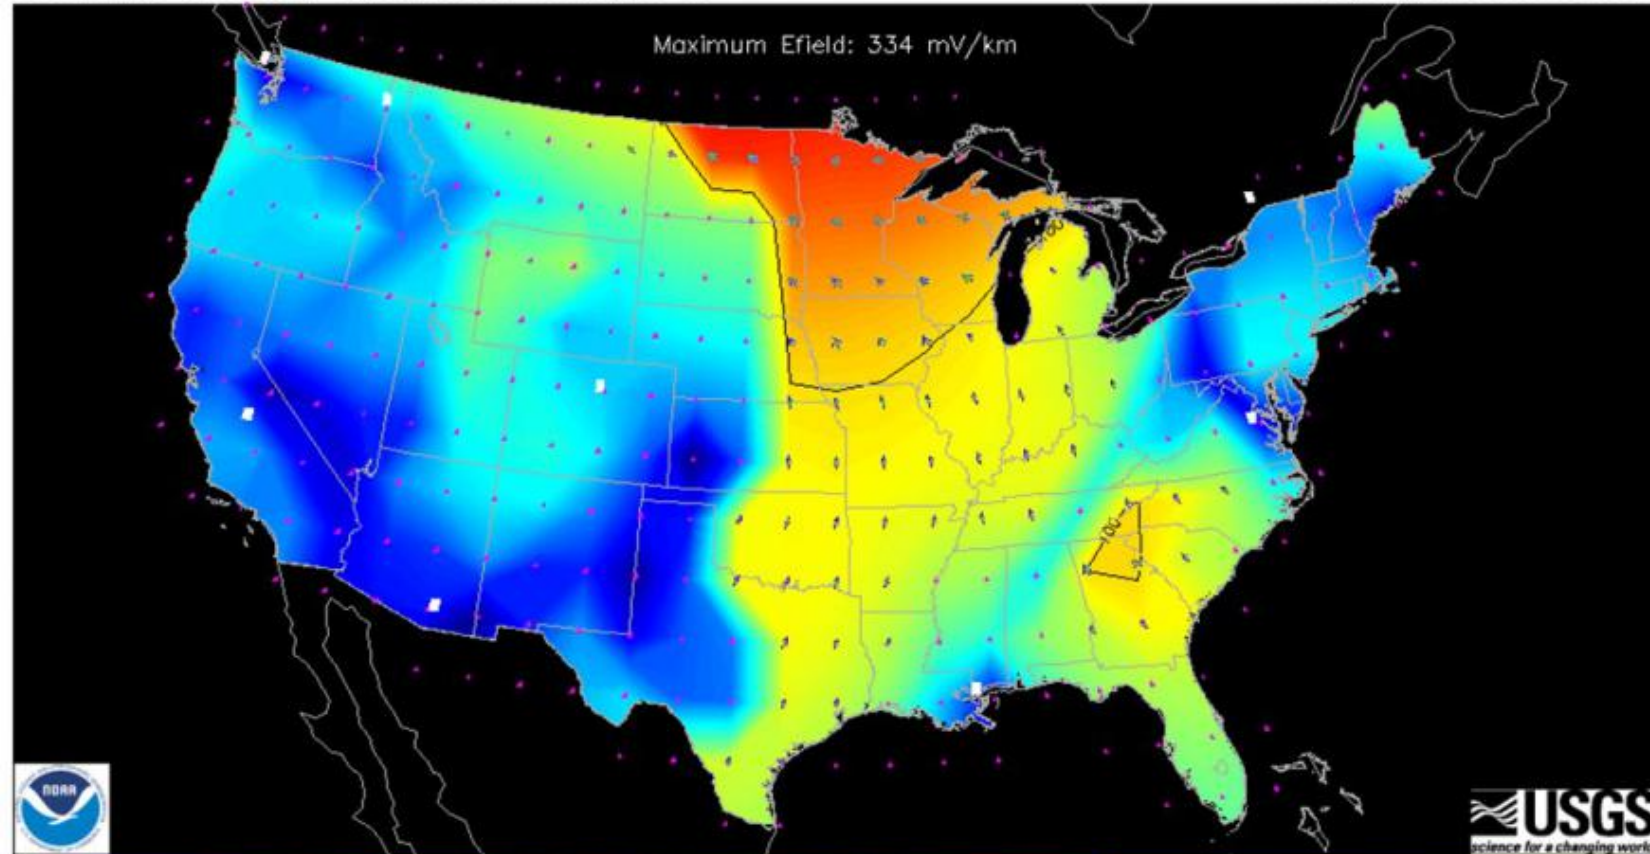 Maximum Efield: 334 mV/km
100
100
NOAA
USGS
science for a changing world